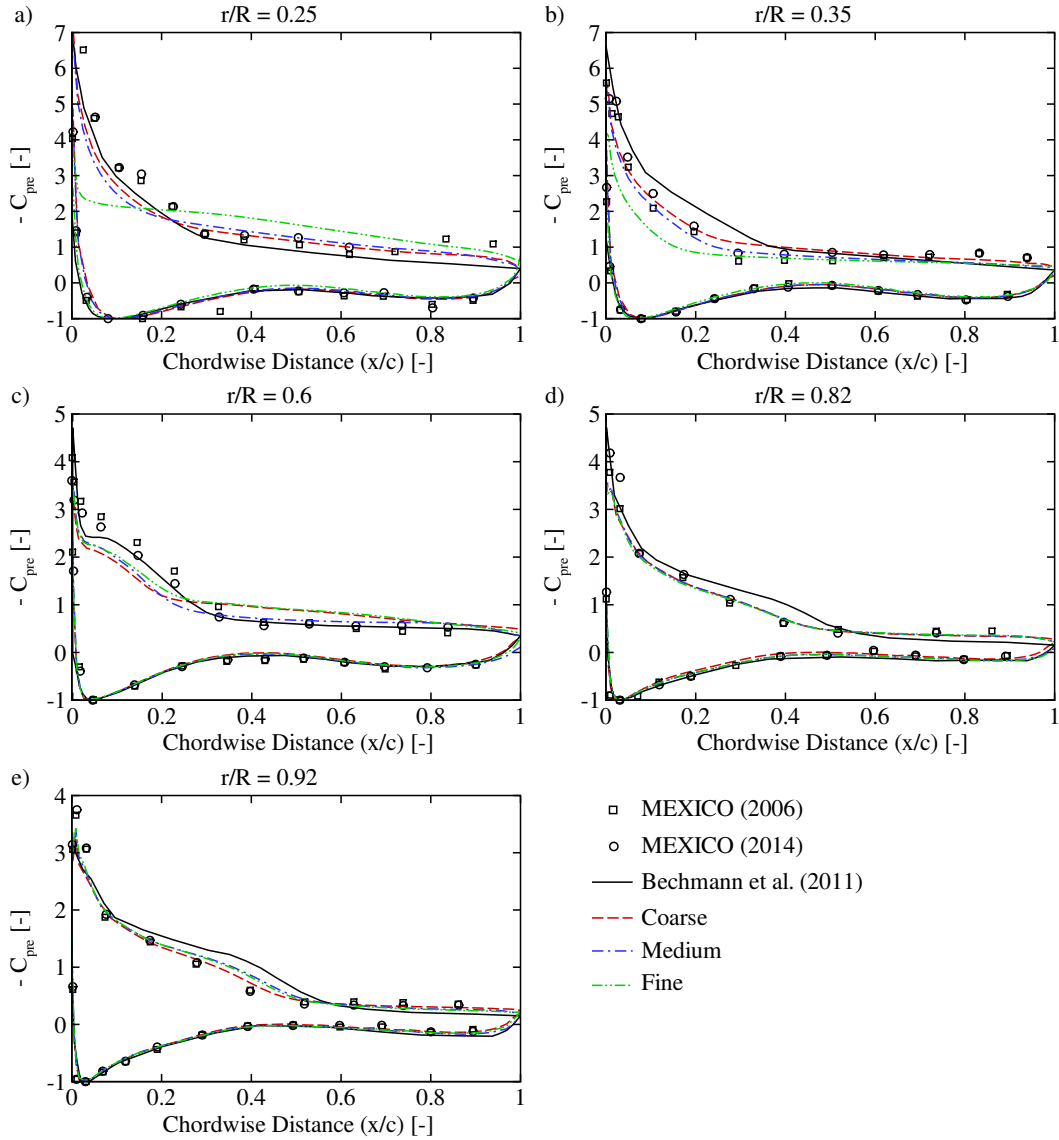 a)
r/R = 0.25
7
6
5
4
3
2
1
0
-1
- C_pre [-]
0
0.2
0.4
0.6
0.8
1
Chordwise Distance (x/c) [-]
b)
r/R = 0.35
7
6
5
4
3
2
1
0
-1
- C_pre [-]
0
0.2
0.4
0.6
0.8
1
Chordwise Distance (x/c) [-]
c)
r/R = 0.6
5
4
3
2
1
0
-1
- C_pre [-]
0
0.2
0.4
0.6
0.8
1
Chordwise Distance (x/c) [-]
d)
r/R = 0.82
5
4
3
2
1
0
-1
- C_pre [-]
0
0.2
0.4
0.6
0.8
1
Chordwise Distance (x/c) [-]
e)
r/R = 0.92
4
3
2
1
0
-1
- C_pre [-]
0
0.2
0.4
0.6
0.8
1
Chordwise Distance (x/c) [-]
MEXICO (2006)
MEXICO (2014)
Bechmann et al. (2011)
Coarse
Medium
Fine